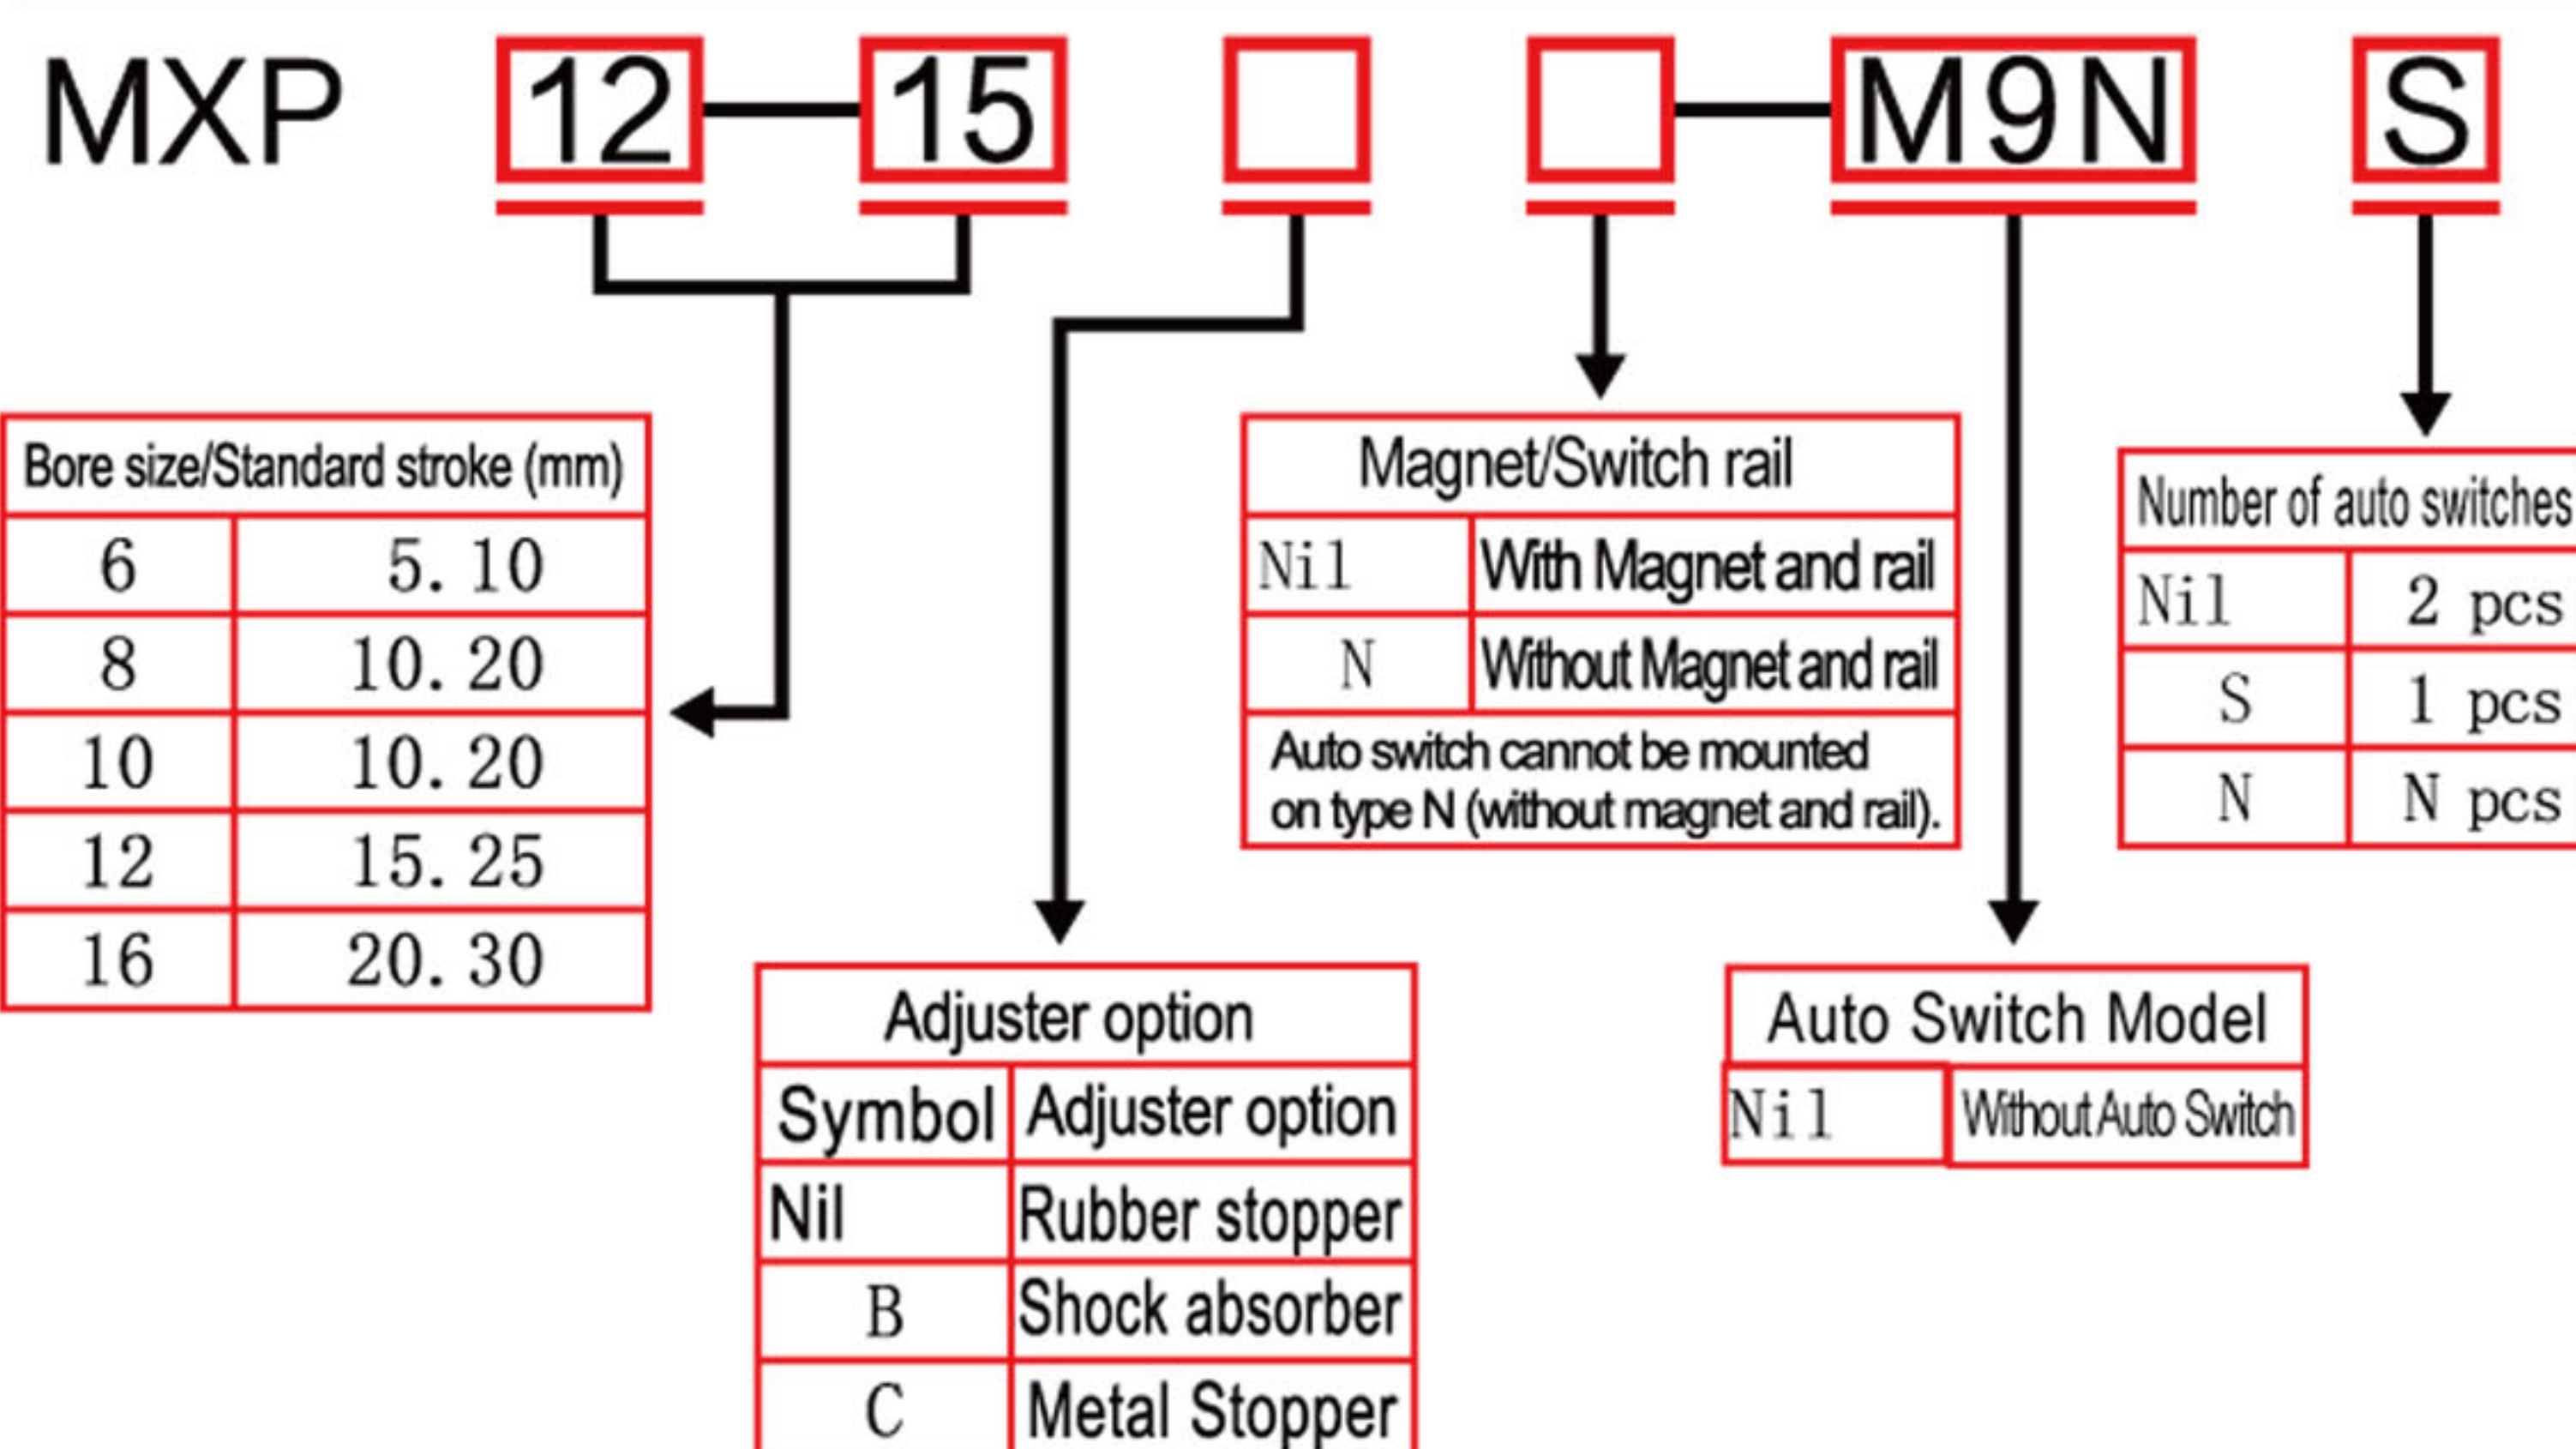 MXP 12 15 M9N S
Bore size/Standard stroke (mm)
6 5. 10
8 10. 20
10 10. 20
12 15. 25
16 20. 30
Magnet/Switch rail
Nil With Magnet and rail
N Without Magnet and rail
Auto switch cannot be mounted
on type N (without magnet and rail).
Number of auto switches
Nil 2 pcs
S 1 pcs
N N pcs
Adjuster option
Symbol Adjuster option
Nil Rubber stopper
B Shock absorber
C Metal Stopper
Auto Switch Model
Nil Without Auto Switch